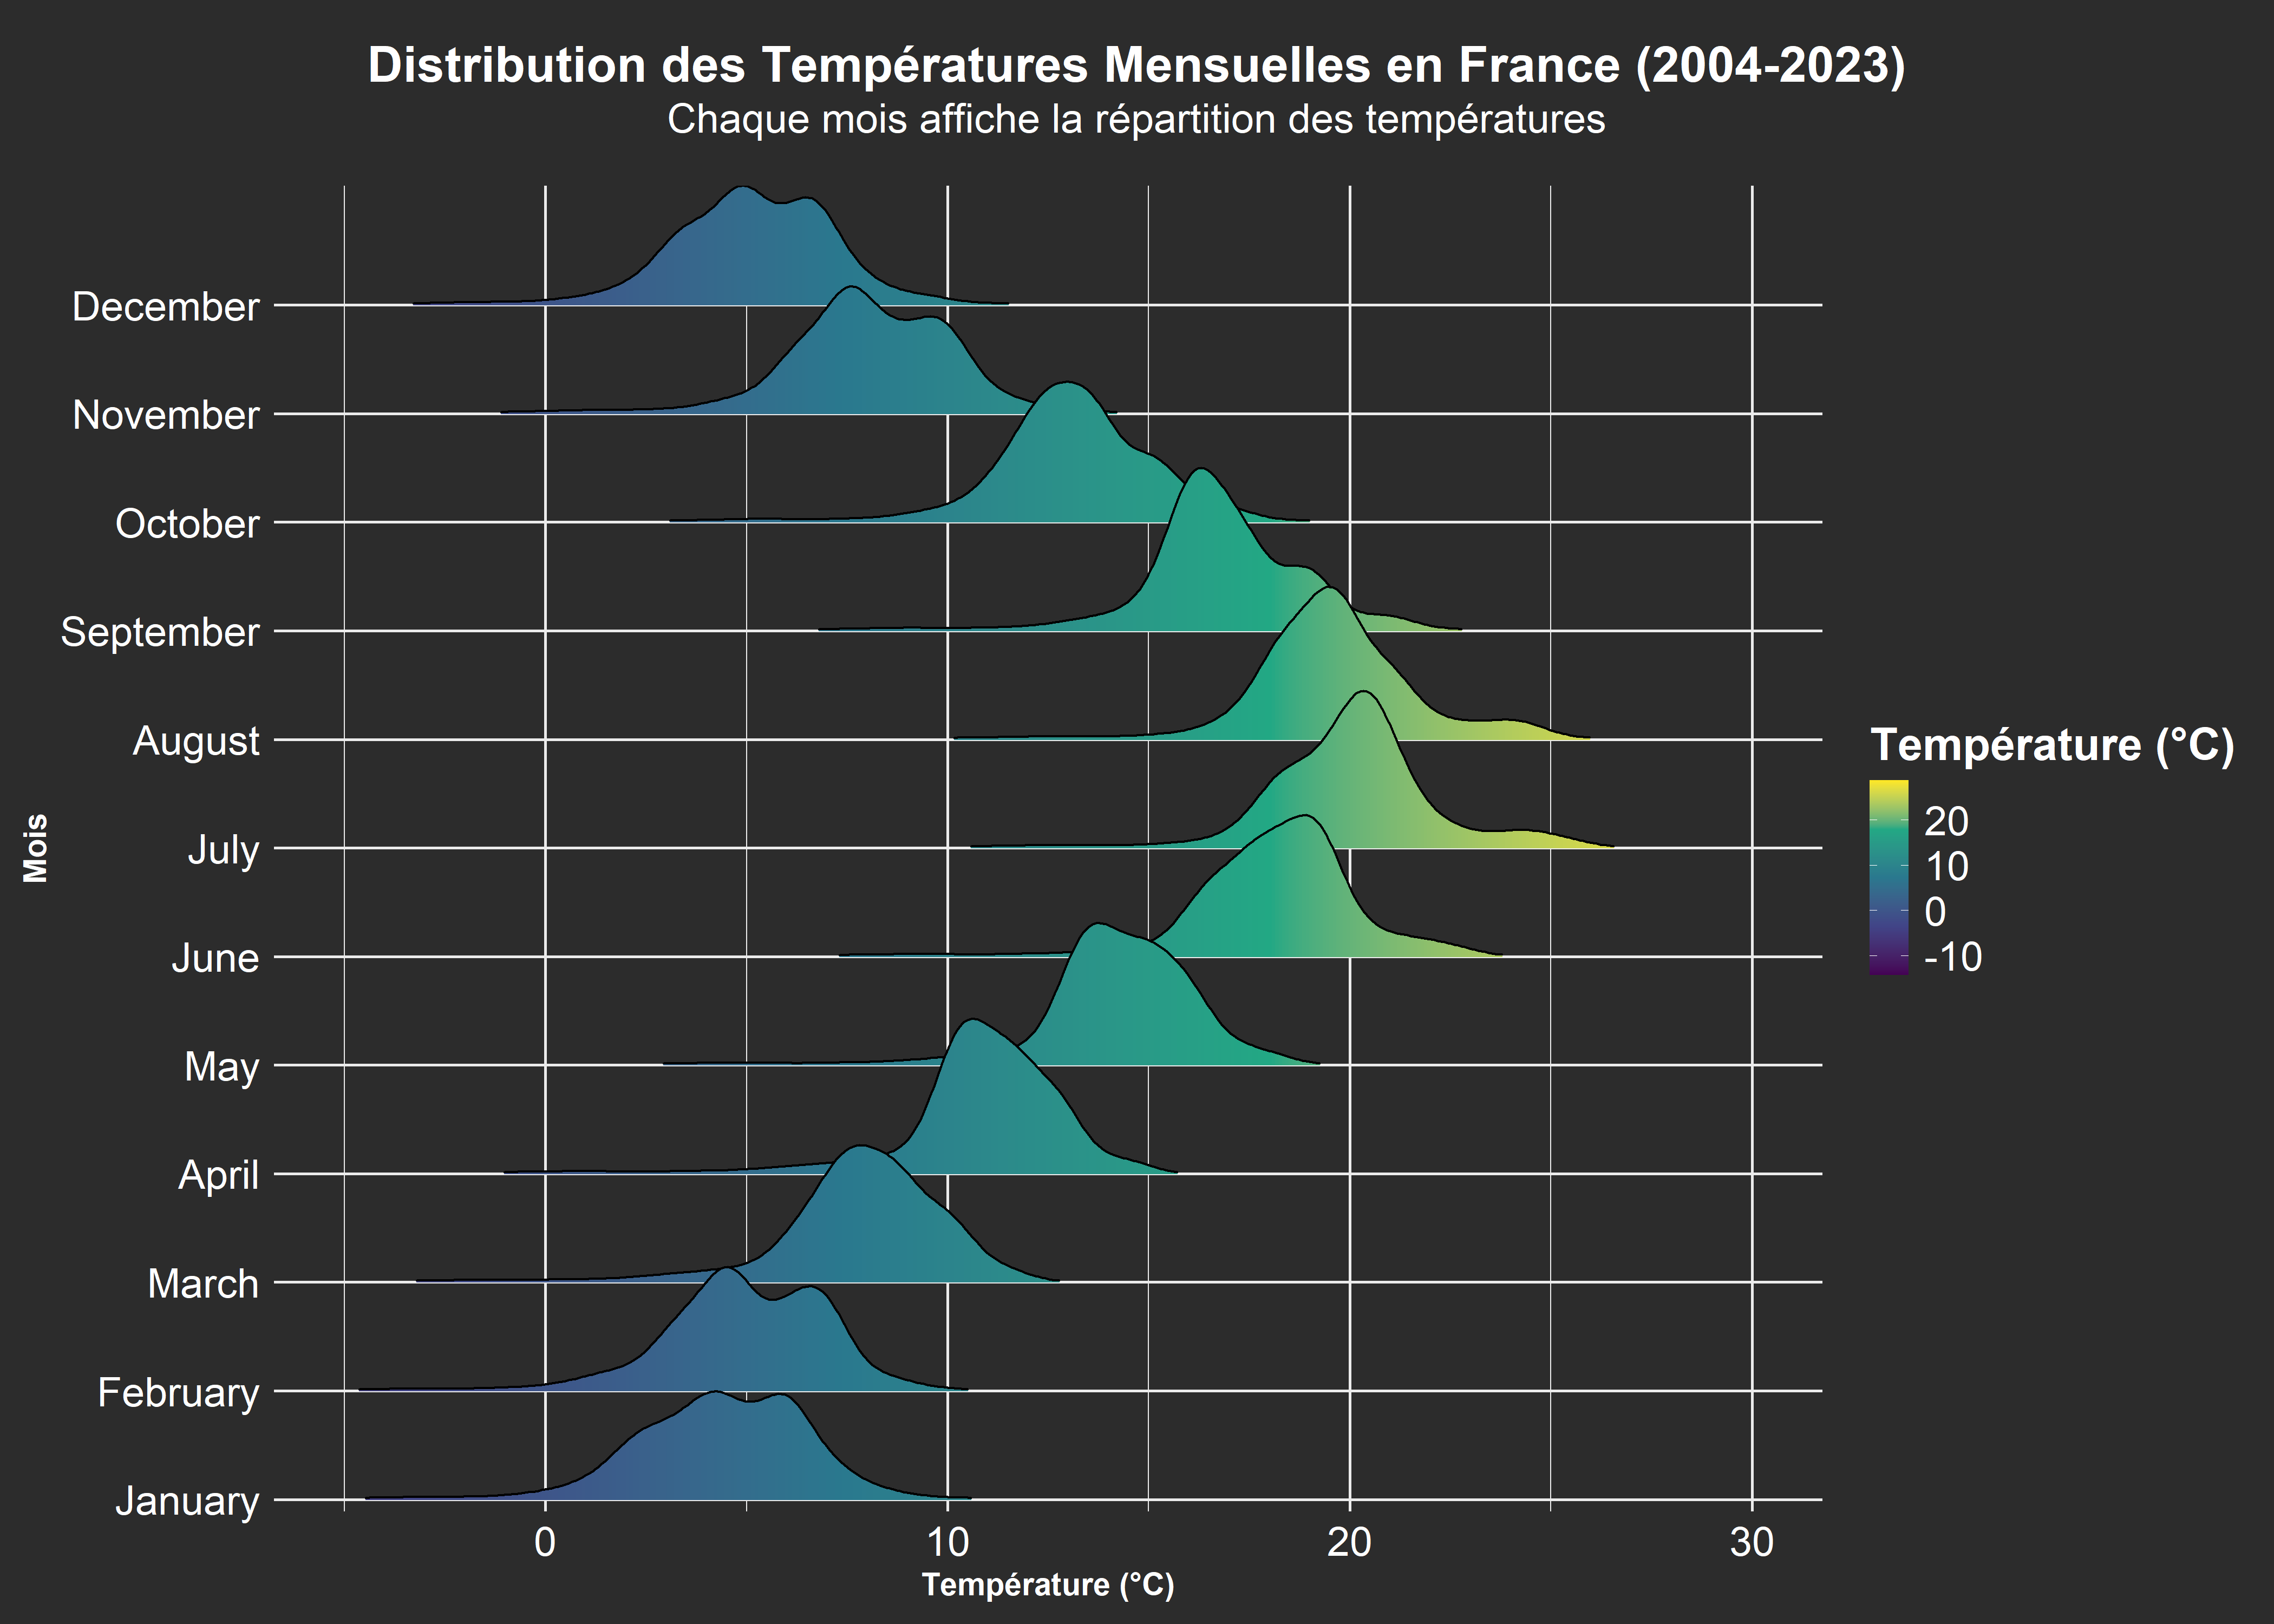 Distribution des Températures Mensuelles en France (2004-2023)
Chaque mois affiche la répartition des températures
December
November
October
September
August
July
June
May
April
March
February
January
Mois
0 10 20 30
Température (°C)
Température (°C)
20
10
0
-10